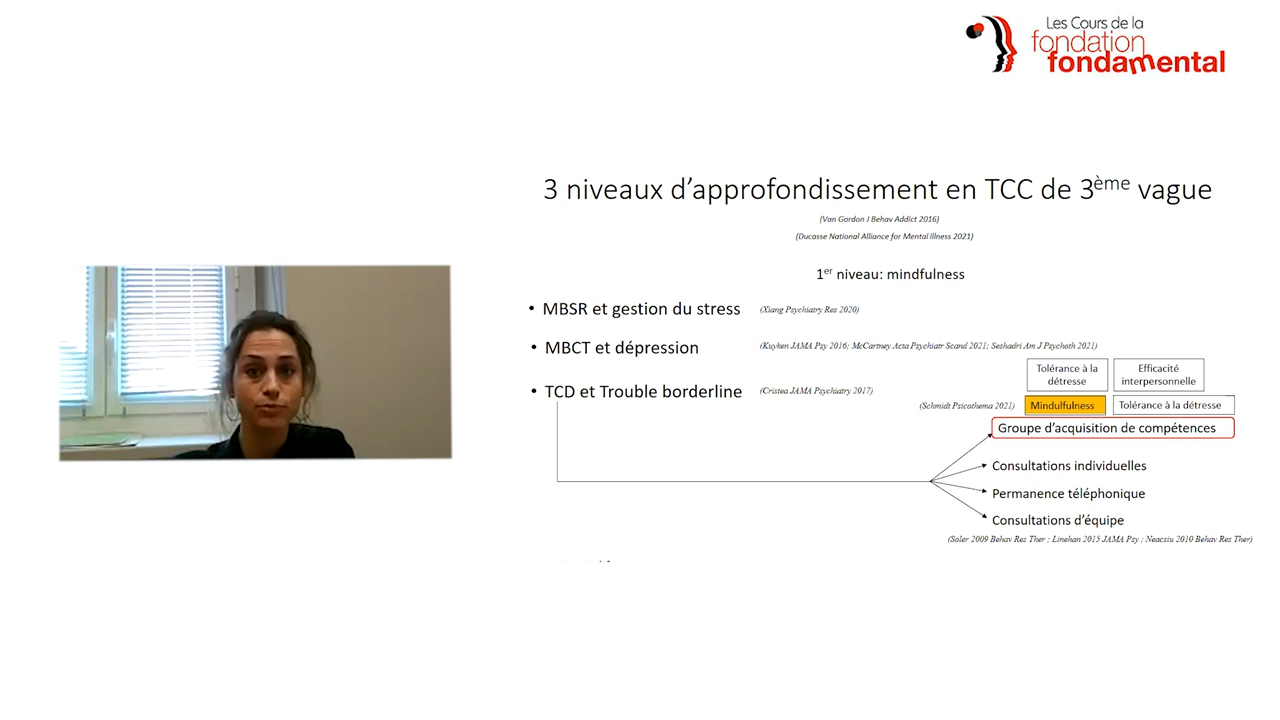 Les Cours de la
fondation
fondamental
3 niveaux d'approfondissement en TCC de 3ème vague
(Van Gordon J Behav Addict 2016)
(Ducasse National Alliance for Mental Illness 2021)
1er niveau: mindfulness
• MBSR et gestion du stress (Xiang Psychiatry Res 2020)
• MBCT et dépression (Kuyken JAMA Psy 2016; McCartney Acta Psychiatr Scand 2021; Seshadri Am J Psychoth 2021)
Tolérance à la
détresse
Efficacité
interpersonnelle
• TCD et Trouble borderline (Cristea JAMA Psychiatry 2017)
(Schmidt Psicothema 2021) Mindulfulness Tolérance à la détresse
Groupe d'acquisition de compétences
Consultations individuelles
Permanence téléphonique
Consultations d'équipe
(Soler 2009 Behav Res Ther ; Linehan 2015 JAMA Psy ; Neacsiu 2010 Behav Res Ther)